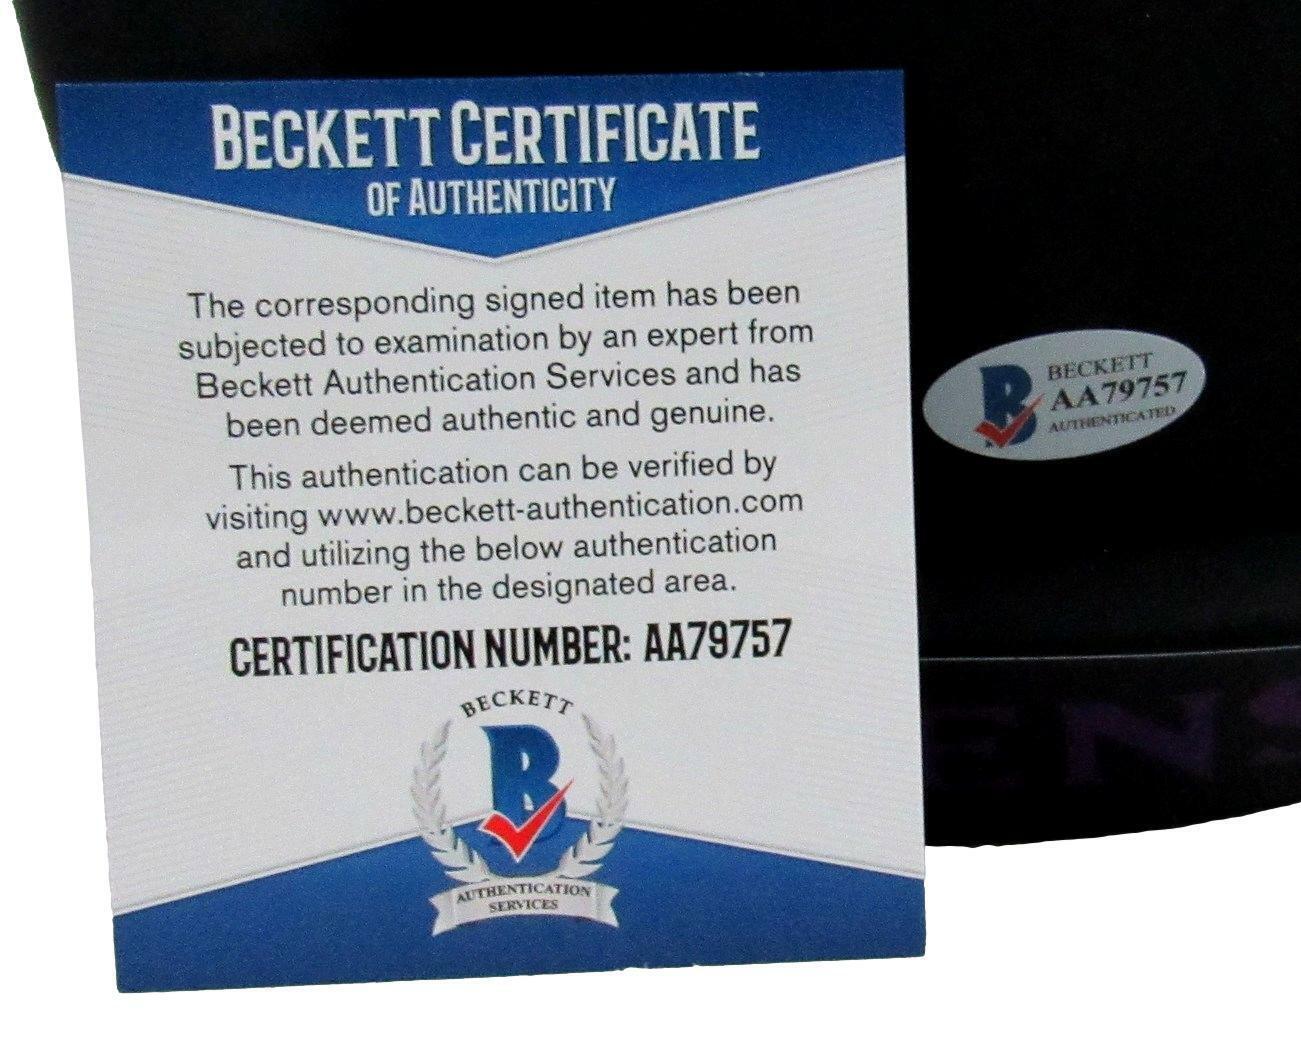 BECKETT CERTIFICATE
OF AUTHENTICITY
The corresponding signed item has been
subjected to examination by an expert from
Beckett Authentication Services and has
been deemed authentic and genuine.
This authentication can be verified by
visiting www.beckett-authentication.com
and utilizing the below authentication
number in the designated area.
CERTIFICATION NUMBER: AA79757
BECKETT
B
AUTHENTICATION
SERVICES
B
BECKETT
AA79757
AUTHENTICATED
ENS